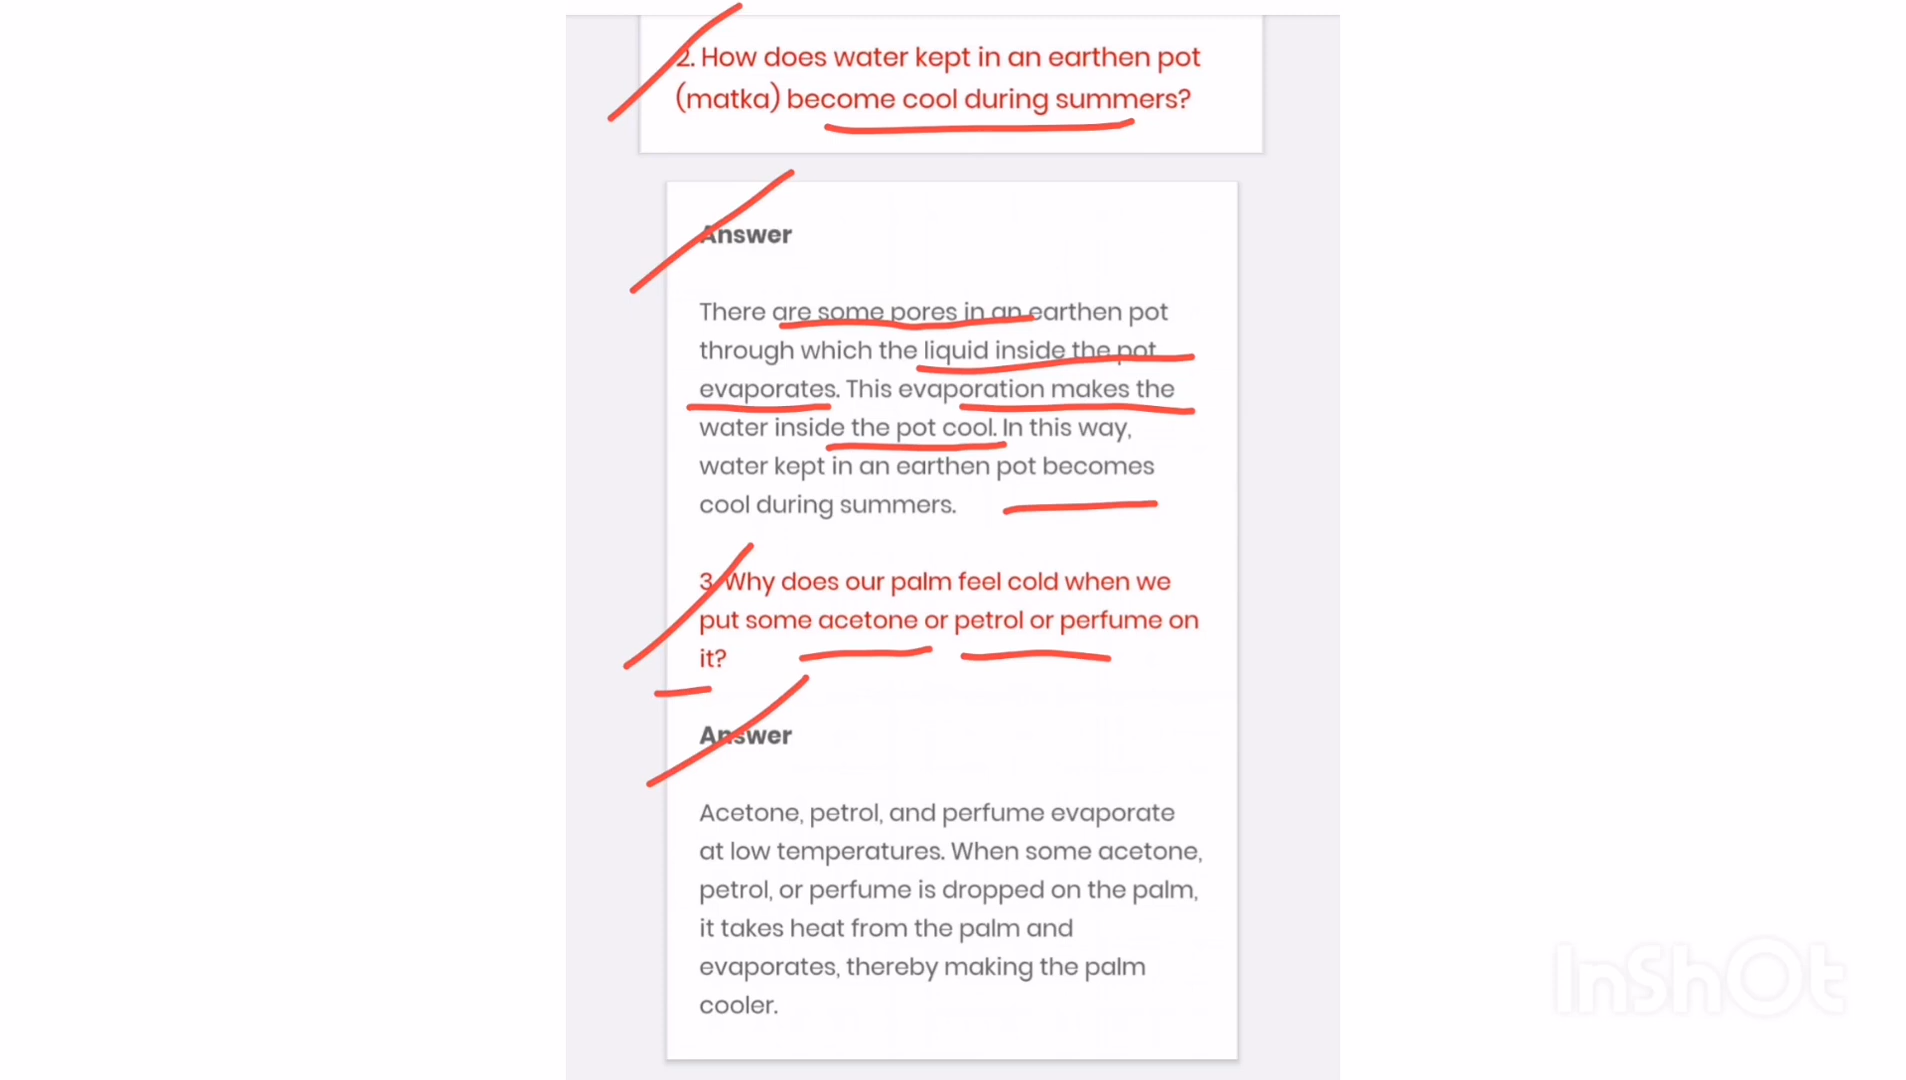 2. How does water kept in an earthen pot
(matka) become cool during summers?
Answer
There are some pores in an earthen pot
through which the liquid inside the pot
evaporates. This evaporation makes the
water inside the pot cool. In this way,
water kept in an earthen pot becomes
cool during summers.
3. Why does our palm feel cold when we
put some acetone or petrol or perfume on
it?
Answer
Acetone, petrol, and perfume evaporate
at low temperatures. When some acetone,
petrol, or perfume is dropped on the palm,
it takes heat from the palm and
evaporates, thereby making the palm
cooler.
InShOt